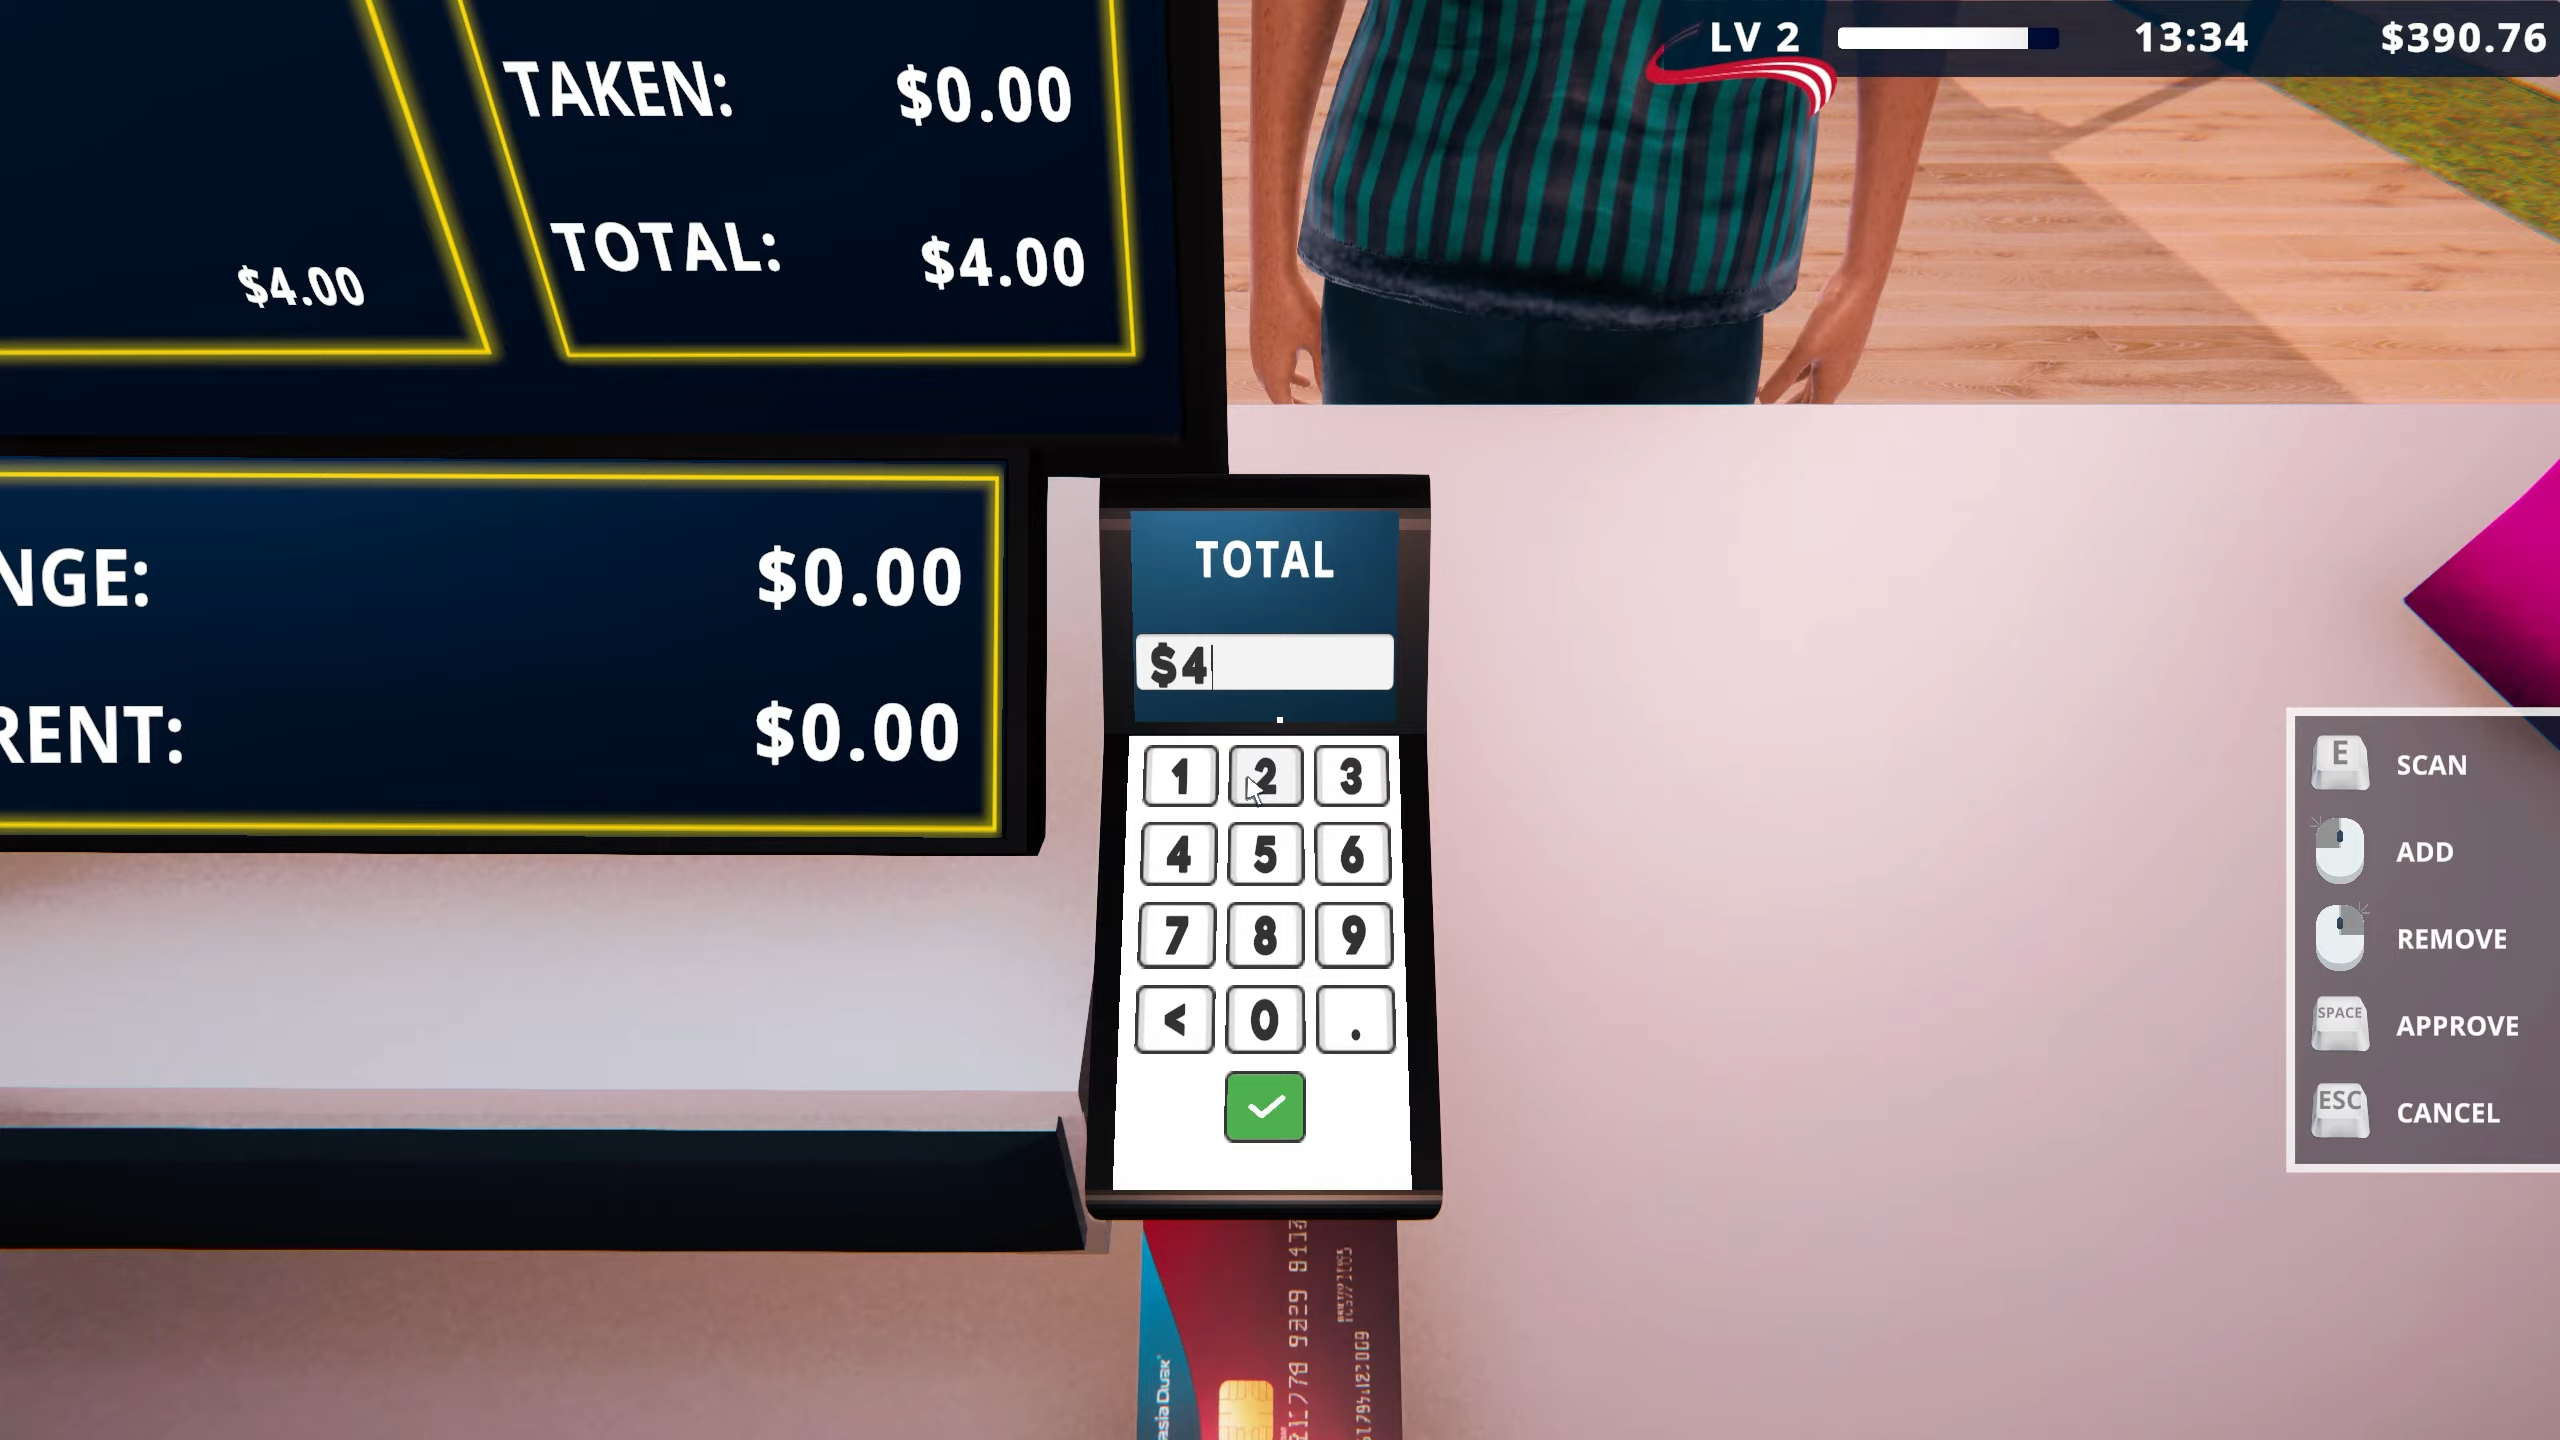 LV 2 13:34 $390.76
TAKEN: $0.00
TOTAL: $4.00
$4.00
NGE: $0.00
RENT: $0.00
TOTAL
$4
1 2 3
4 5 6
7 8 9
< 0 .
E SCAN
ADD
REMOVE
SPACE APPROVE
ESC CANCEL